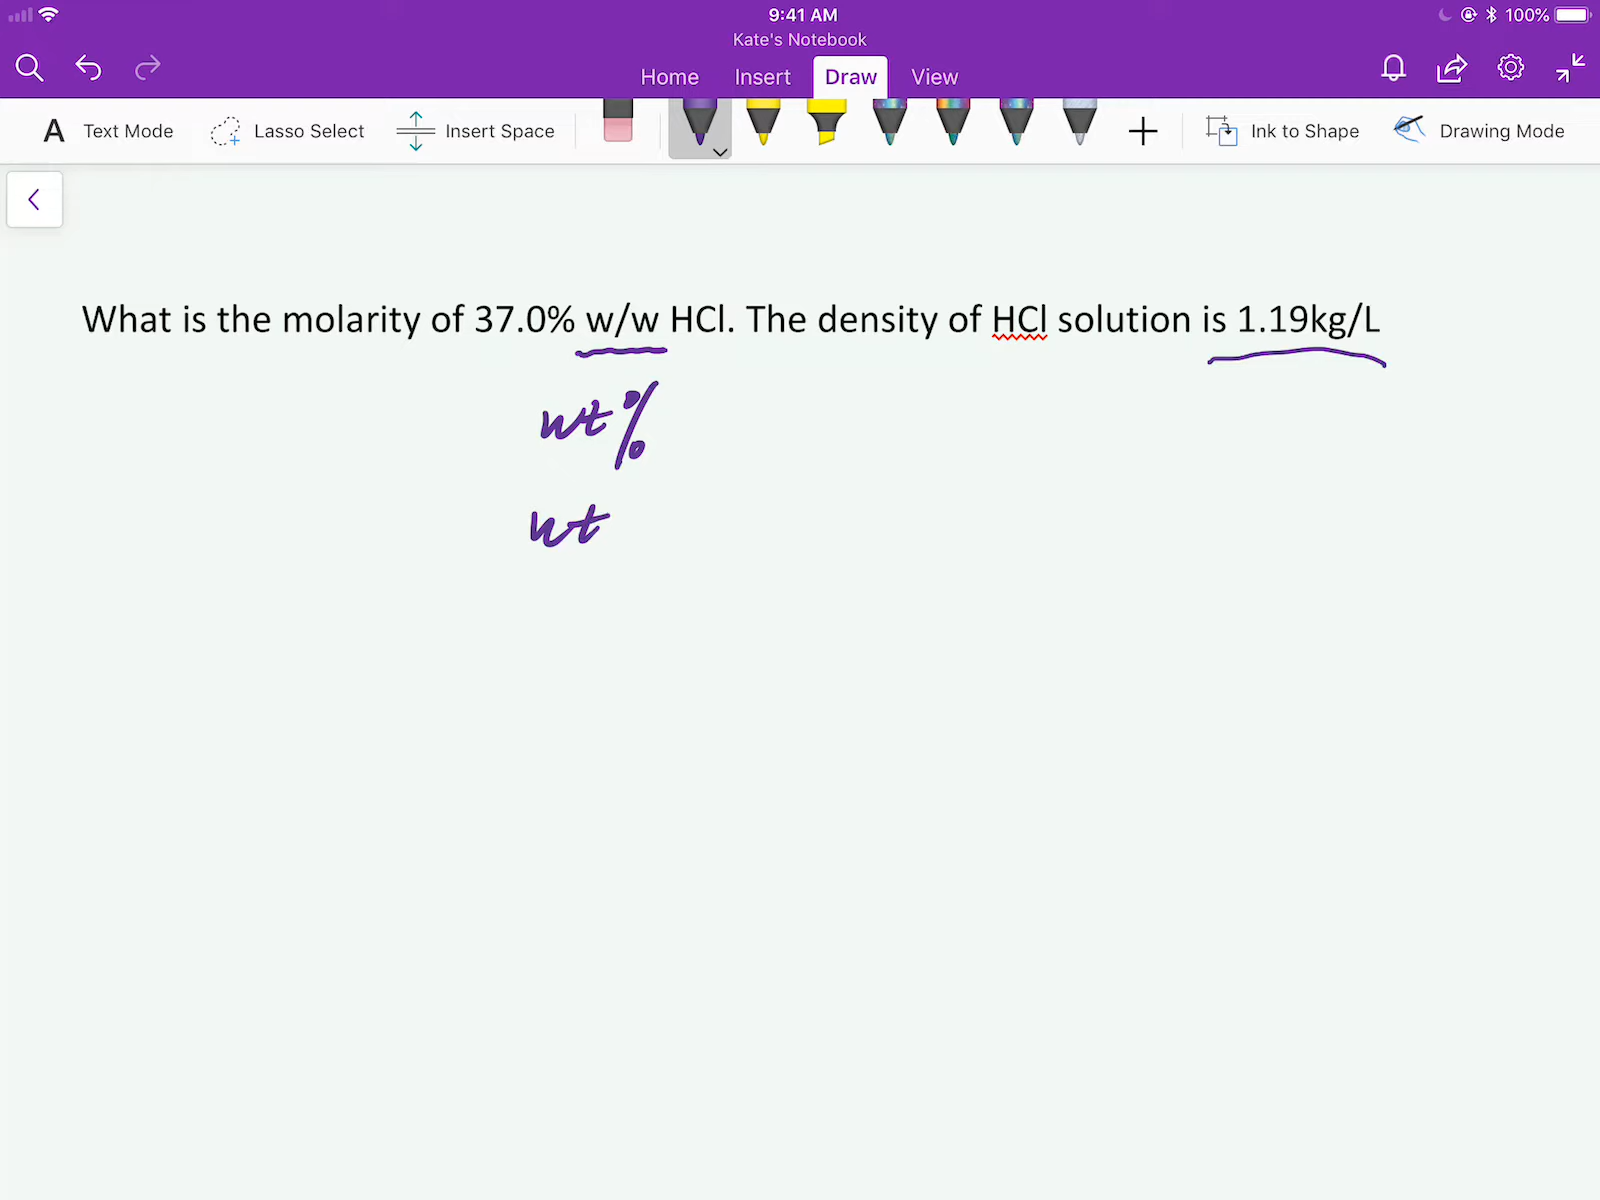 9:41 AM
100%
Kate's Notebook
Home Insert Draw View
A Text Mode Lasso Select Insert Space Ink to Shape Drawing Mode
What is the molarity of 37.0% w/w HCl. The density of HCl solution is 1.19kg/L
wt%
wt